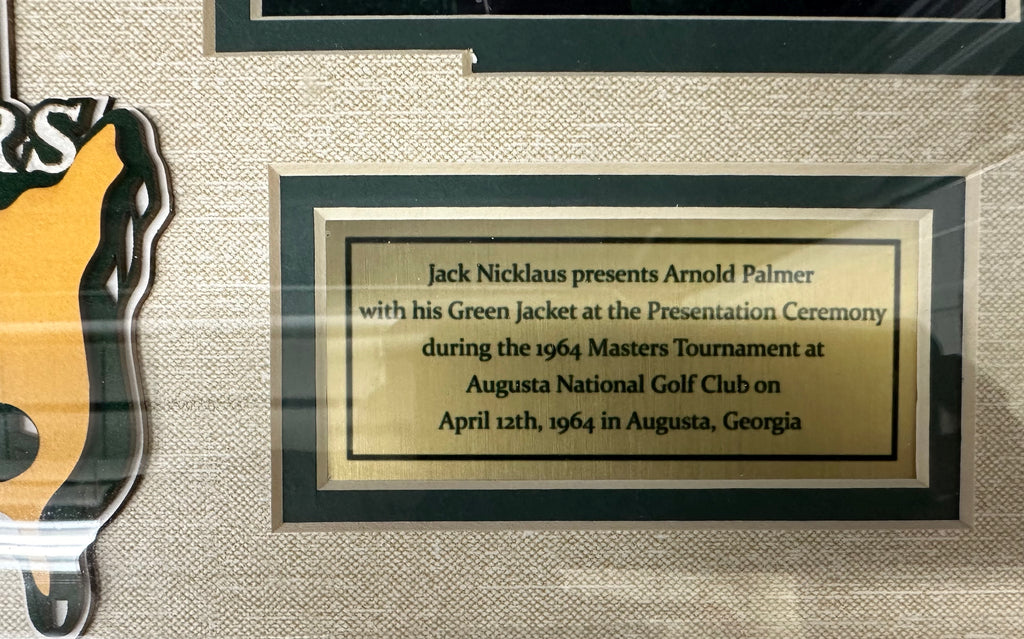 RS
Jack Nicklaus presents Arnold Palmer
with his Green Jacket at the Presentation Ceremony
during the 1964 Masters Tournament at
Augusta National Golf Club on
April 12th, 1964 in Augusta, Georgia